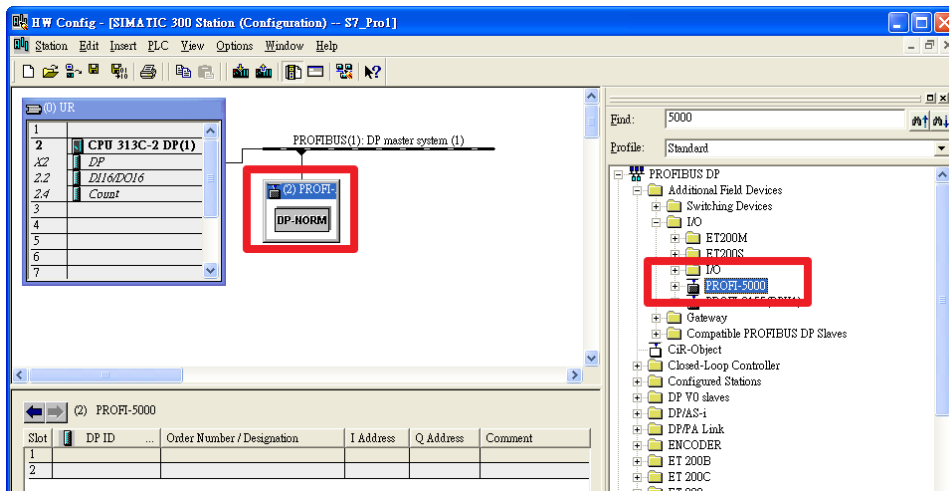 HW Config - [SIMATIC 300 Station (Configuration) -- S7_Pro1]
Station Edit Insert PLC View Options Window Help
(0) UR
1
2 CPU 313C-2 DP(1)
X2 DP
2.2 DI16/DO16
2.4 Count
3
4
5
6
7
PROFIBUS(1): DP master system (1)
(2) PROFI-
DP-NORM
Find: 5000
Profile: Standard
PROFIBUS DP
Additional Field Devices
Switching Devices
I/O
ET200M
ET200S
I/O
PROFI-5000
Gateway
Compatible PROFIBUS DP Slaves
CiR-Object
Closed-Loop Controller
Configured Stations
DP V0 slaves
DP/AS-i
DP/PA Link
ENCODER
ET 200B
ET 200C
(2) PROFI-5000
Slot DP ID ... Order Number / Designation I Address Q Address Comment
1
2